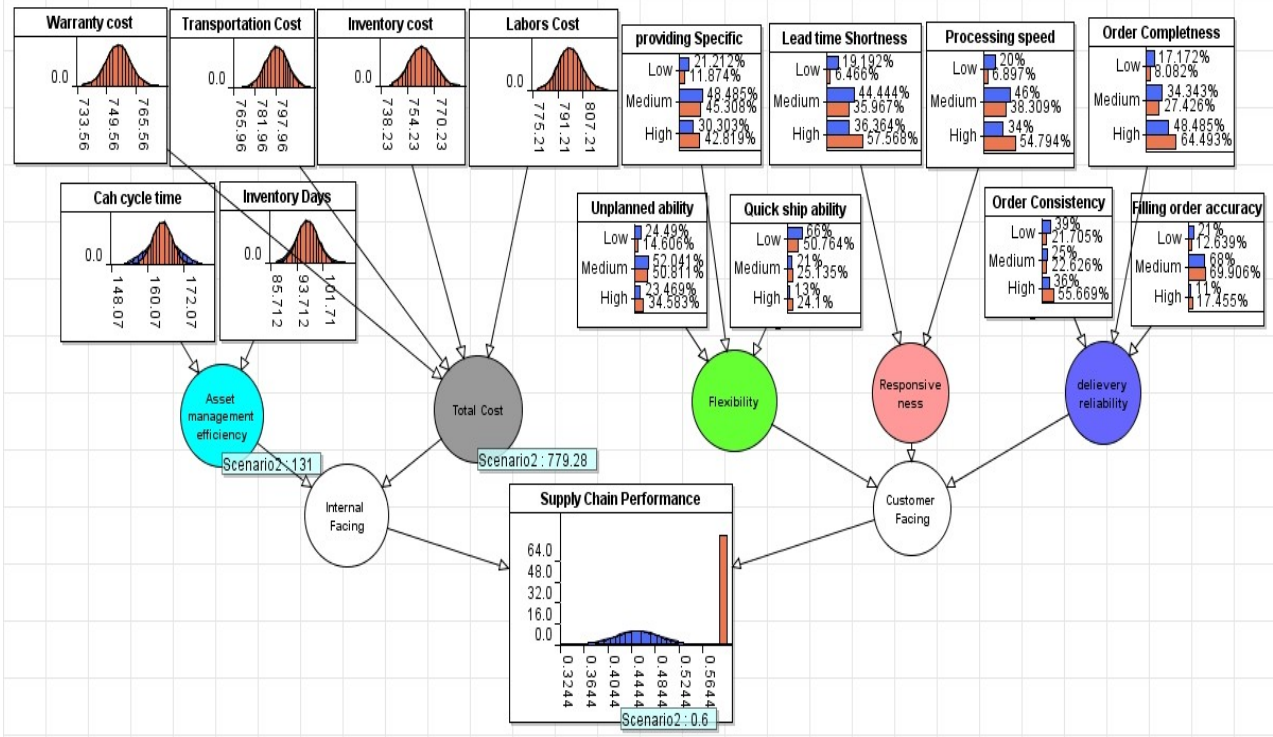 Warranty cost
0.0
733.56
749.56
765.56
Transportation Cost
0.0
765.96
781.96
797.96
Inventory cost
0.0
738.23
754.23
770.23
Labors Cost
0.0
775.21
791.21
807.21
providing Specific
Low
21.212%
11.874%
Medium
48.485%
45.308%
High
30.303%
42.819%
Lead time Shortness
Low
19.192%
6.466%
Medium
44.444%
35.967%
High
36.364%
57.568%
Processing speed
Low
20%
6.897%
Medium
46%
38.309%
High
34%
54.794%
Order Completness
Low
17.172%
8.082%
Medium
34.343%
27.426%
High
48.485%
64.493%
Cah cycle time
0.0
148.07
160.07
172.07
Inventory Days
0.0
85.712
93.712
101.71
Unplanned ability
Low
24.49%
14.606%
Medium
52.041%
50.811%
High
23.469%
34.583%
Quick ship ability
Low
66%
50.764%
Medium
21%
25.135%
High
13%
24.1%
Order Consistency
Low
39%
21.705%
Medium
25%
22.626%
High
36%
55.669%
Filling order accuracy
Low
21%
12.639%
Medium
68%
69.906%
High
11%
17.455%
Asset
management
efficiency
Scenario2 : 131
Total Cost
Scenario2 : 779.28
Flexibility
Responsive
ness
delievery
reliability
Internal
Facing
Customer
Facing
Supply Chain Performance
64.0
48.0
32.0
16.0
0.0
0.3244
0.3644
0.4044
0.4444
0.4844
0.5244
0.5644
Scenario2 : 0.6